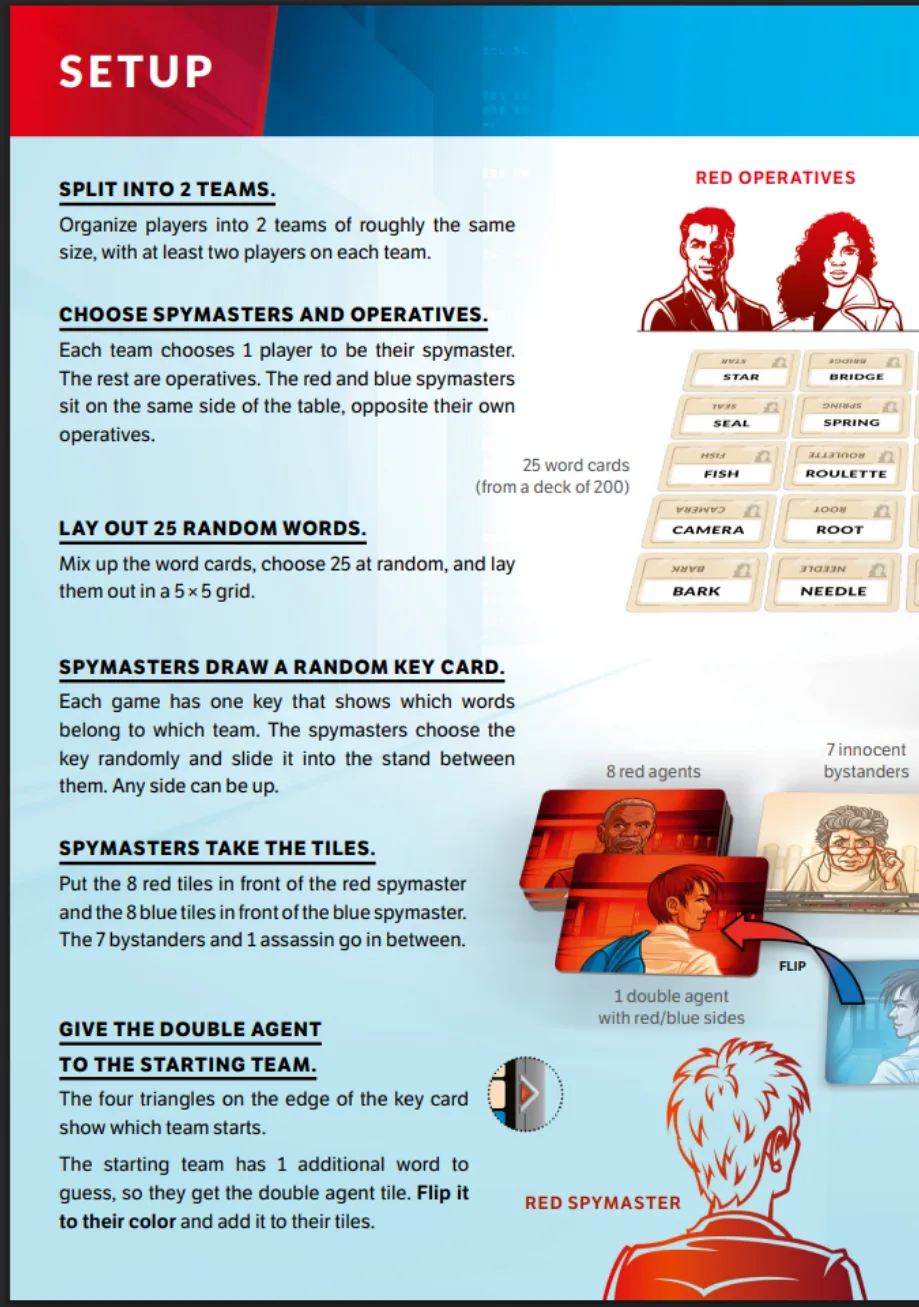 SETUP
SPLIT INTO 2 TEAMS.
Organize players into 2 teams of roughly the same
size, with at least two players on each team.
CHOOSE SPYMASTERS AND OPERATIVES.
Each team chooses 1 player to be their spymaster.
The rest are operatives. The red and blue spymasters
sit on the same side of the table, opposite their own
operatives.
LAY OUT 25 RANDOM WORDS.
Mix up the word cards, choose 25 at random, and lay
them out in a 5 × 5 grid.
SPYMASTERS DRAW A RANDOM KEY CARD.
Each game has one key that shows which words
belong to which team. The spymasters choose the
key randomly and slide it into the stand between
them. Any side can be up.
SPYMASTERS TAKE THE TILES.
Put the 8 red tiles in front of the red spymaster
and the 8 blue tiles in front of the blue spymaster.
The 7 bystanders and 1 assassin go in between.
GIVE THE DOUBLE AGENT
TO THE STARTING TEAM.
The four triangles on the edge of the key card
show which team starts.
The starting team has 1 additional word to
guess, so they get the double agent tile. Flip it
to their color and add it to their tiles.
RED OPERATIVES
STAR
STAR
BRIDGE
BRIDGE
SEAL
SEAL
SPRING
SPRING
25 word cards
(from a deck of 200)
FISH
FISH
ROULETTE
ROULETTE
CAMERA
CAMERA
ROOT
ROOT
BARK
BARK
NEEDLE
NEEDLE
8 red agents
7 innocent
bystanders
FLIP
1 double agent
with red/blue sides
RED SPYMASTER